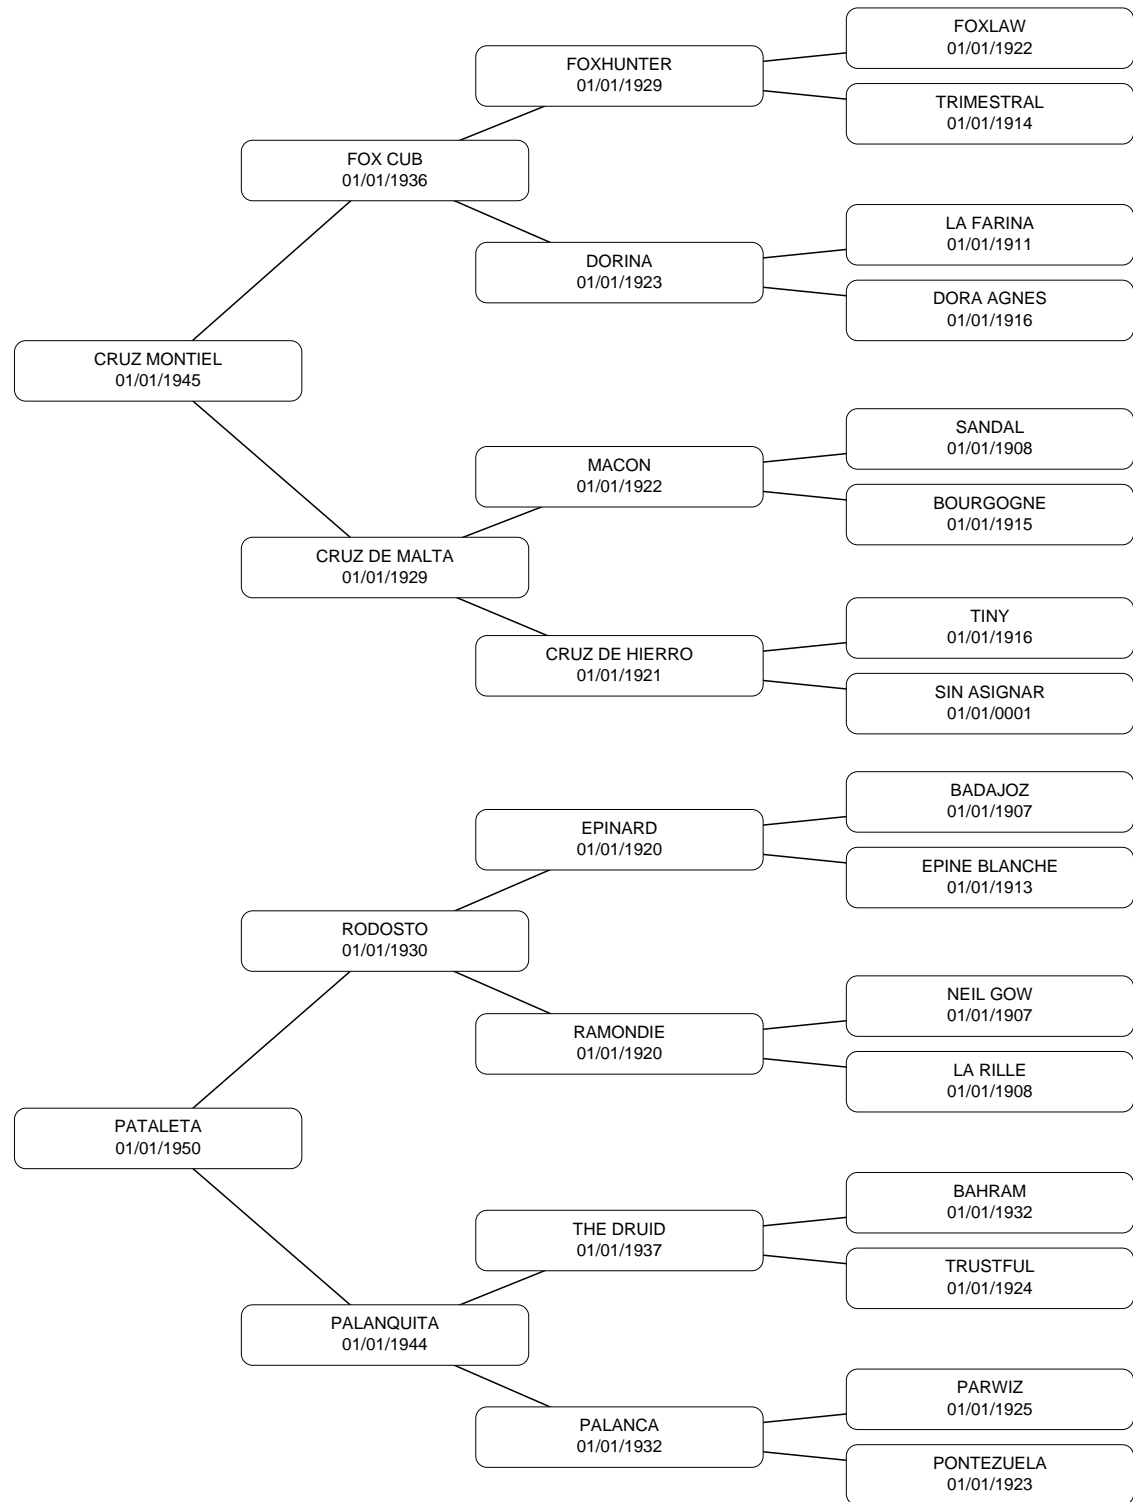 FOXLAW
01/01/1922
FOXHUNTER
01/01/1929
TRIMESTRAL
01/01/1914
FOX CUB
01/01/1936
LA FARINA
01/01/1911
DORINA
01/01/1923
DORA AGNES
01/01/1916
CRUZ MONTIEL
01/01/1945
SANDAL
01/01/1908
MACON
01/01/1922
BOURGOGNE
01/01/1915
CRUZ DE MALTA
01/01/1929
TINY
01/01/1916
CRUZ DE HIERRO
01/01/1921
SIN ASIGNAR
01/01/0001
BADAJOZ
01/01/1907
EPINARD
01/01/1920
EPINE BLANCHE
01/01/1913
RODOSTO
01/01/1930
NEIL GOW
01/01/1907
RAMONDIE
01/01/1920
LA RILLE
01/01/1908
PATALETA
01/01/1950
BAHRAM
01/01/1932
THE DRUID
01/01/1937
TRUSTFUL
01/01/1924
PALANQUITA
01/01/1944
PARWIZ
01/01/1925
PALANCA
01/01/1932
PONTEZUELA
01/01/1923